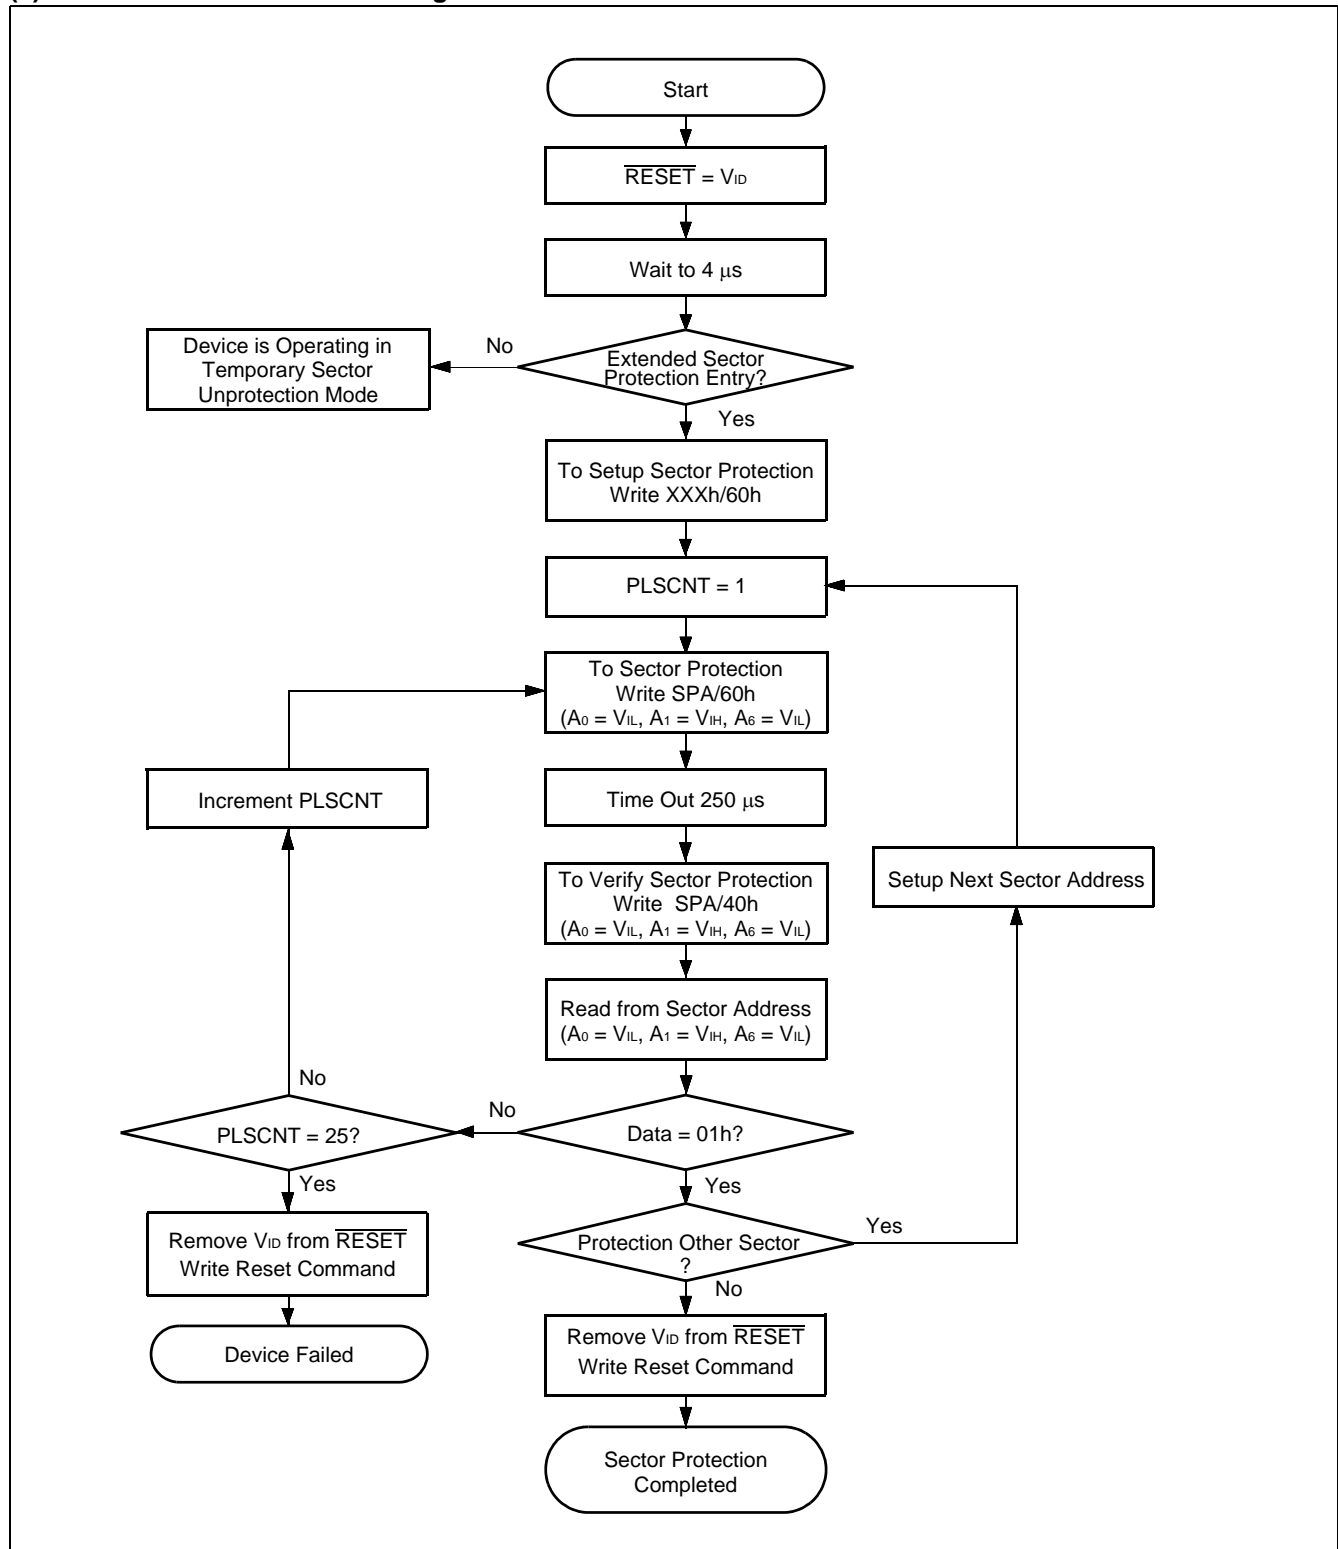 Start
RESET = VID
Wait to 4 μs
Device is Operating in
Temporary Sector
Unprotection Mode
No
Extended Sector
Protection Entry?
Yes
To Setup Sector Protection
Write XXXh/60h
PLSCNT = 1
To Sector Protection
Write SPA/60h
(A0 = VIL, A1 = VIH, A6 = VIL)
Increment PLSCNT
Time Out 250 μs
To Verify Sector Protection
Write SPA/40h
(A0 = VIL, A1 = VIH, A6 = VIL)
Setup Next Sector Address
Read from Sector Address
(A0 = VIL, A1 = VIH, A6 = VIL)
No
PLSCNT = 25?
No
Data = 01h?
Yes
Yes
Remove VID from RESET
Write Reset Command
Protection Other Sector
?
Yes
No
Device Failed
Remove VID from RESET
Write Reset Command
Sector Protection
Completed